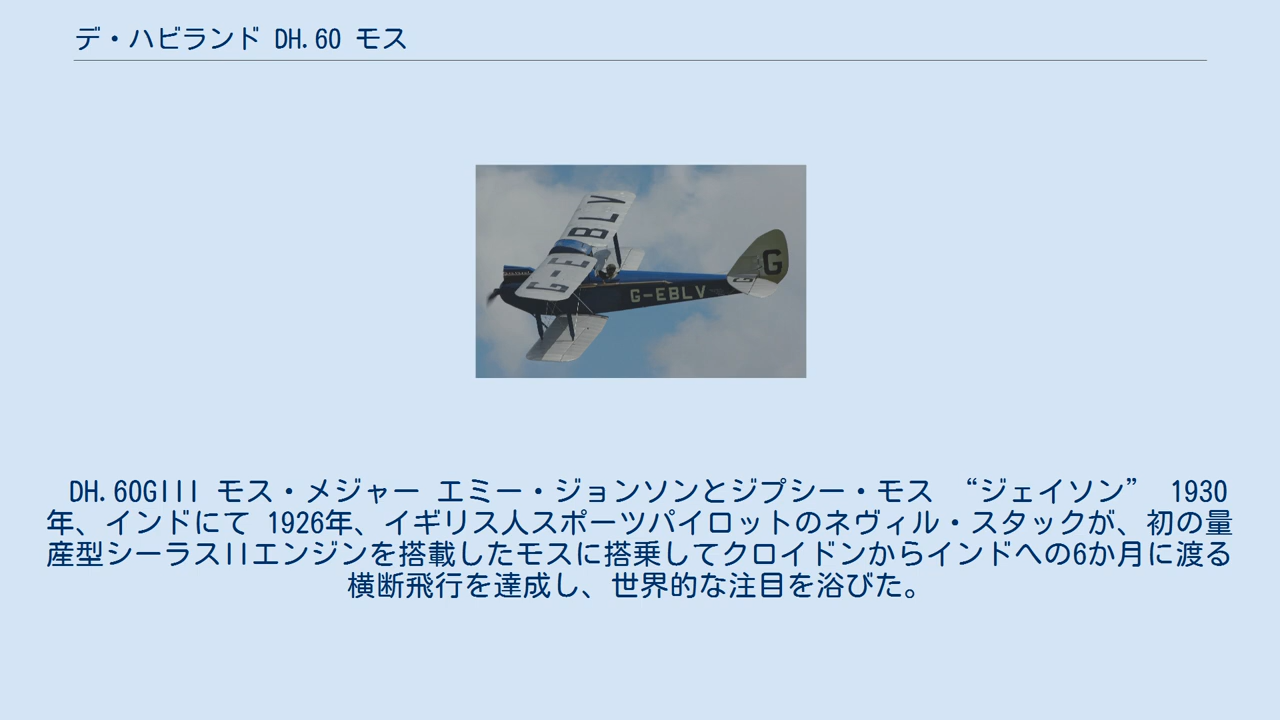 デ・ハビランド DH.60 モス
G-EBLV
G
G
G-EBLV
DH.60GIII モス・メジャー エミー・ジョンソンとジプシー・モス “ジェイソン” 1930
年、インドにて 1926年、イギリス人スポーツパイロットのネヴィル・スタックが、初の量
産型シーラスIIエンジンを搭載したモスに搭乗してクロイドンからインドへの6か月に渡る
横断飛行を達成し、世界的な注目を浴びた。